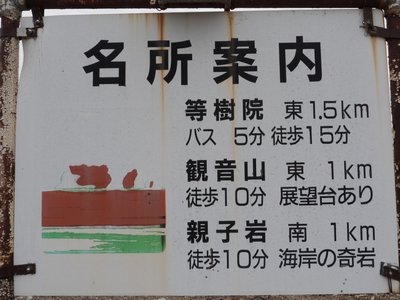 名所案内
等樹院 東1.5km
バス 5分 徒歩15分
観音山 東 1km
徒歩10分 展望台あり
親子岩 南 1km
徒歩10分 海岸の奇岩